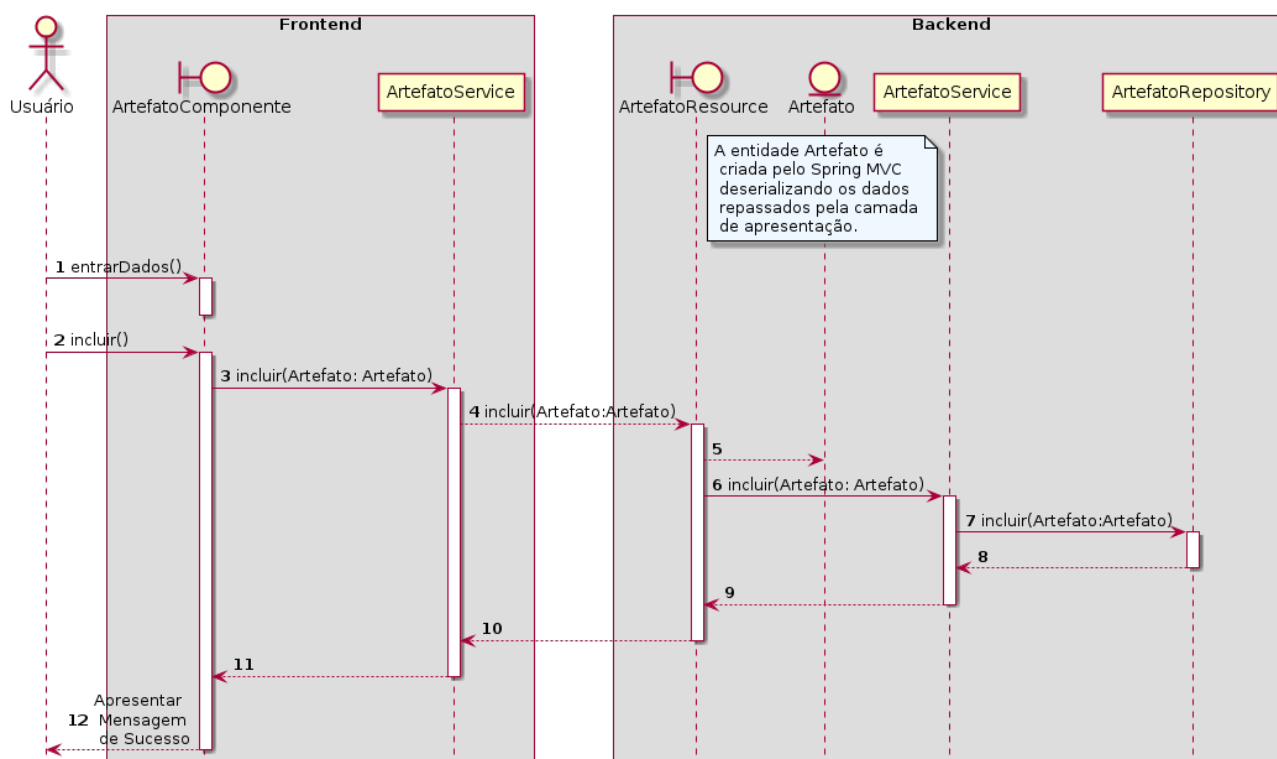 Frontend
Backend
Usuário
ArtefatoComponente
ArtefatoService
ArtefatoResource
Artefato
ArtefatoService
ArtefatoRepository
A entidade Artefato é
criada pelo Spring MVC
deserializando os dados
repassados pela camada
de apresentação.
1 entrarDados()
2 incluir()
3 incluir(Artefato: Artefato)
4 incluir(Artefato:Artefato)
5
6 incluir(Artefato: Artefato)
7 incluir(Artefato:Artefato)
8
9
10
11
Apresentar
12 Mensagem
de Sucesso